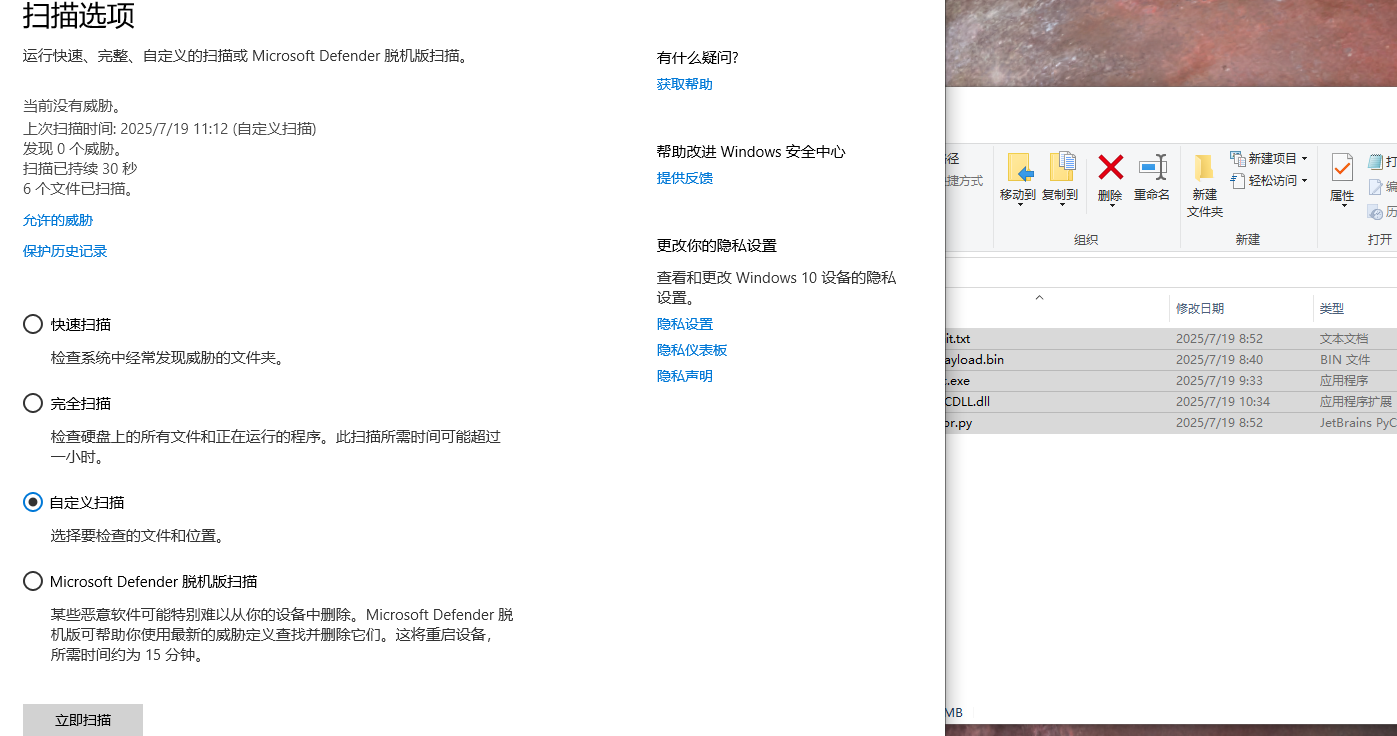 扫描选项
运行快速、完整、自定义的扫描或 Microsoft Defender 脱机版扫描。
当前没有威胁。
上次扫描时间: 2025/7/19 11:12 (自定义扫描)
发现 0 个威胁。
扫描已持续 30 秒
6 个文件已扫描。
允许的威胁
保护历史记录
快速扫描
检查系统中经常发现威胁的文件夹。
完全扫描
检查硬盘上的所有文件和正在运行的程序。此扫描所需时间可能超过
一小时。
自定义扫描
选择要检查的文件和位置。
Microsoft Defender 脱机版扫描
某些恶意软件可能特别难以从你的设备中删除。Microsoft Defender 脱
机版可帮助你使用最新的威胁定义查找并删除它们。这将重启设备，
所需时间约为 15 分钟。
立即扫描
有什么疑问?
获取帮助
帮助改进 Windows 安全中心
提供反馈
更改你的隐私设置
查看和更改 Windows 10 设备的隐私
设置。
隐私设置
隐私仪表板
隐私声明
径
捷方式
移动到 复制到 删除 重命名
组织
新建
文件夹
新建项目
轻松访问
新建
属性
打
编
历
打开
修改日期 类型
it.txt 2025/7/19 8:52 文本文档
ayload.bin 2025/7/19 8:40 BIN 文件
.exe 2025/7/19 9:33 应用程序
CDLL.dll 2025/7/19 10:34 应用程序扩展
or.py 2025/7/19 8:52 JetBrains PyC
MB